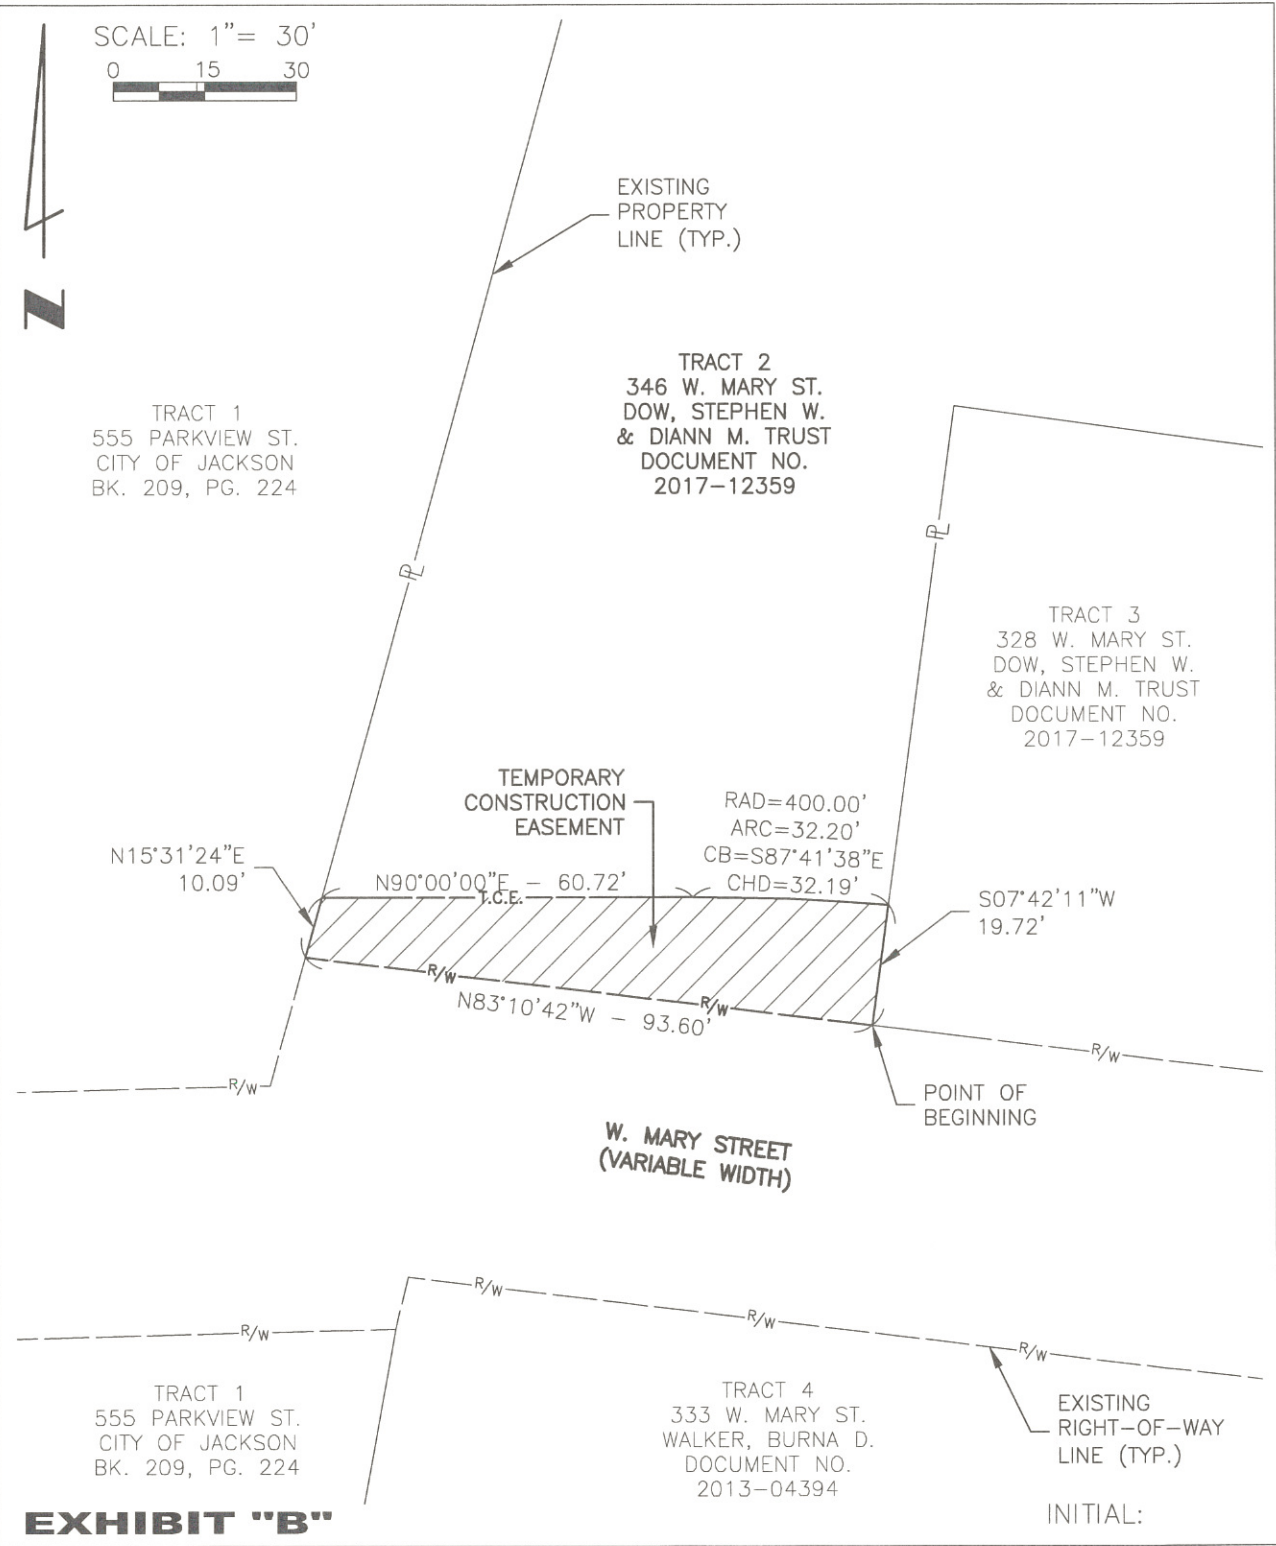 SCALE: 1"= 30'
0 15 30
N
EXISTING
PROPERTY
LINE (TYP.)
TRACT 2
346 W. MARY ST.
DOW, STEPHEN W.
& DIANN M. TRUST
DOCUMENT NO.
2017-12359
TRACT 1
555 PARKVIEW ST.
CITY OF JACKSON
BK. 209, PG. 224
PL
PL
TRACT 3
328 W. MARY ST.
DOW, STEPHEN W.
& DIANN M. TRUST
DOCUMENT NO.
2017-12359
TEMPORARY
CONSTRUCTION
EASEMENT
RAD=400.00'
ARC=32.20'
CB=S87°41'38"E
CHD=32.19'
N15°31'24"E
10.09'
N90°00'00"E - 60.72'
T.C.E.
S07°42'11"W
19.72'
R/W
R/W
N83°10'42"W - 93.60'
R/W
R/W
POINT OF
BEGINNING
W. MARY STREET
(VARIABLE WIDTH)
R/W
R/W
R/W
R/W
TRACT 1
555 PARKVIEW ST.
CITY OF JACKSON
BK. 209, PG. 224
TRACT 4
333 W. MARY ST.
WALKER, BURNA D.
DOCUMENT NO.
2013-04394
EXISTING
RIGHT-OF-WAY
LINE (TYP.)
EXHIBIT "B"
INITIAL: